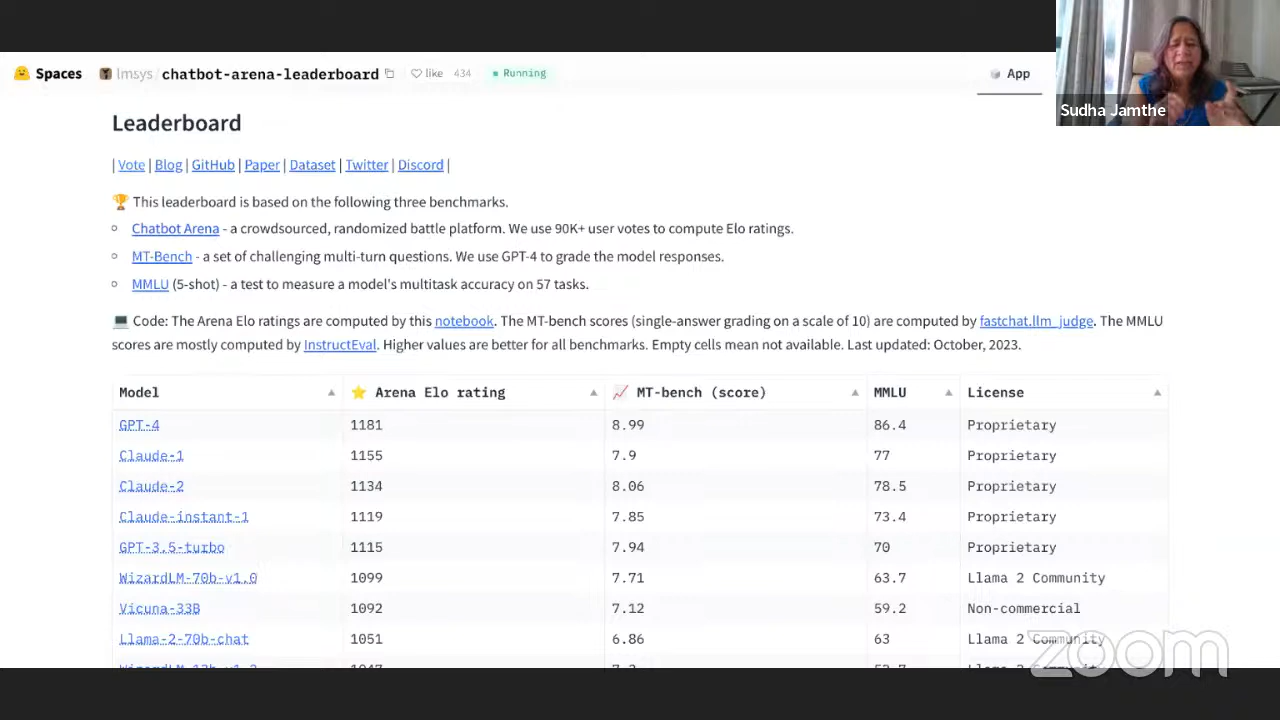 Spaces lmsys/chatbot-arena-leaderboard like 434 Running App
Sudha Jamthe
Leaderboard
| Vote | Blog | GitHub | Paper | Dataset | Twitter | Discord |
🏆 This leaderboard is based on the following three benchmarks.
Chatbot Arena - a crowdsourced, randomized battle platform. We use 90K+ user votes to compute Elo ratings.
MT-Bench - a set of challenging multi-turn questions. We use GPT-4 to grade the model responses.
MMLU (5-shot) - a test to measure a model's multitask accuracy on 57 tasks.
💻 Code: The Arena Elo ratings are computed by this notebook. The MT-bench scores (single-answer grading on a scale of 10) are computed by fastchat.llm_judge. The MMLU
scores are mostly computed by InstructEval. Higher values are better for all benchmarks. Empty cells mean not available. Last updated: October, 2023.
Model ⭐ Arena Elo rating 📈 MT-bench (score) MMLU License
GPT-4 1181 8.99 86.4 Proprietary
Claude-1 1155 7.9 77 Proprietary
Claude-2 1134 8.06 78.5 Proprietary
Claude-instant-1 1119 7.85 73.4 Proprietary
GPT-3.5-turbo 1115 7.94 70 Proprietary
WizardLM-70b-v1.0 1099 7.71 63.7 Llama 2 Community
Vicuna-33B 1092 7.12 59.2 Non-commercial
Llama-2-70b-chat 1051 6.86 63 Llama 2 Community
zoom